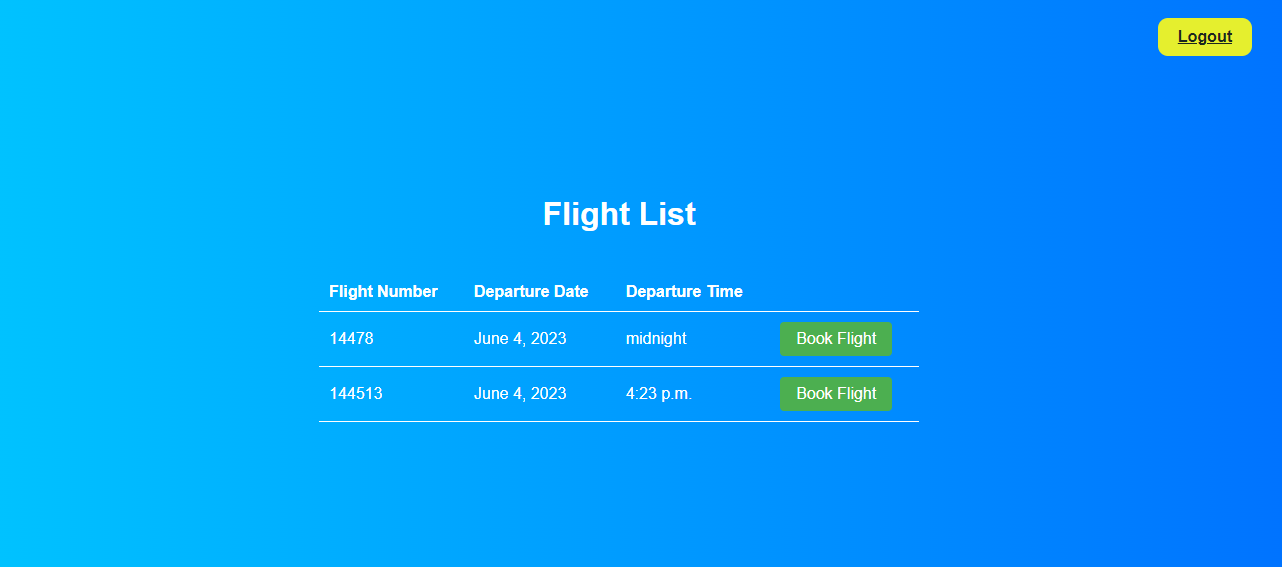 Logout
Flight List
Flight Number Departure Date Departure Time
14478 June 4, 2023 midnight Book Flight
144513 June 4, 2023 4:23 p.m. Book Flight